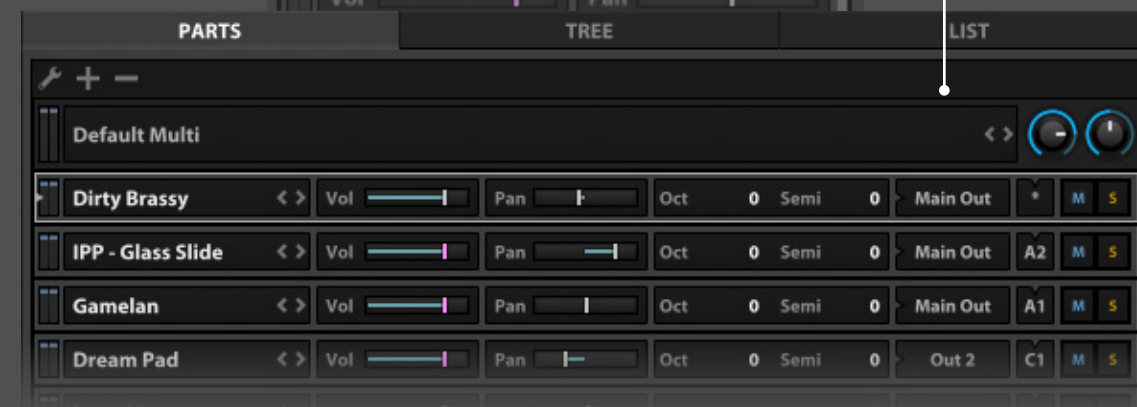 Vol Pan
PARTS TREE LIST
Default Multi
Dirty Brassy Vol Pan Oct 0 Semi 0 Main Out * M S
IPP - Glass Slide Vol Pan Oct 0 Semi 0 Main Out A2 M S
Gamelan Vol Pan Oct 0 Semi 0 Main Out A1 M S
Dream Pad Vol Pan Oct 0 Semi 0 Out 2 C1 M S